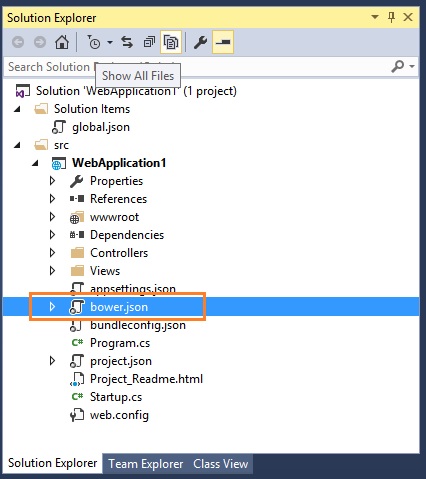 Solution Explorer
Show All Files
Search Solution
Solution 'WebApplication1' (1 project)
Solution Items
global.json
src
WebApplication1
Properties
References
wwwroot
Dependencies
Controllers
Views
appsettings.json
bower.json
bundleconfig.json
C# Program.cs
project.json
Project_Readme.html
C# Startup.cs
web.config
Solution Explorer Team Explorer Class View